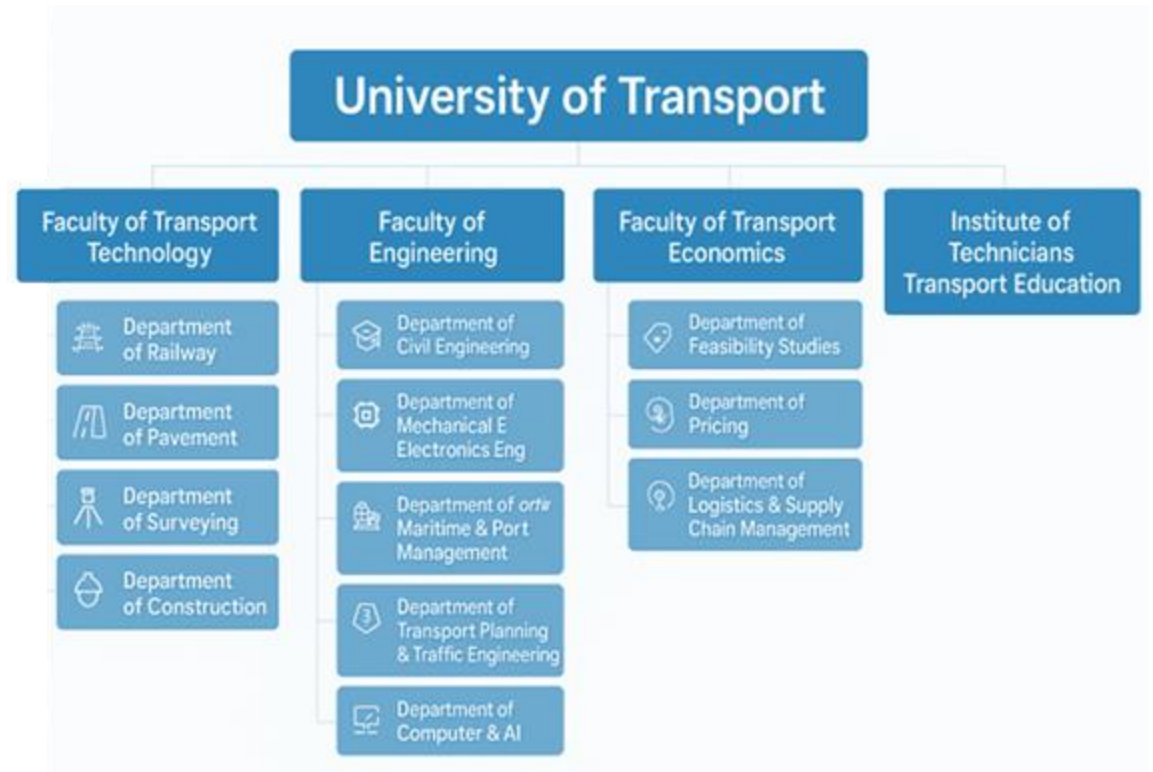 University of Transport
Faculty of Transport
Technology
Department
of Railway
Department
of Pavement
Department
of Surveying
Department
of Construction
Faculty of
Engineering
Department of
Civil Engineering
Department of
Mechanical E
Electronics Eng
Department of
Maritime & Port
Management
3
Department of
Transport Planning
& Traffic Engineering
Department of
Computer & AI
Faculty of Transport
Economics
Department of
Feasibility Studies
Department of
Pricing
Department of
Logistics & Supply
Chain Management
Institute of
Technicians
Transport Education